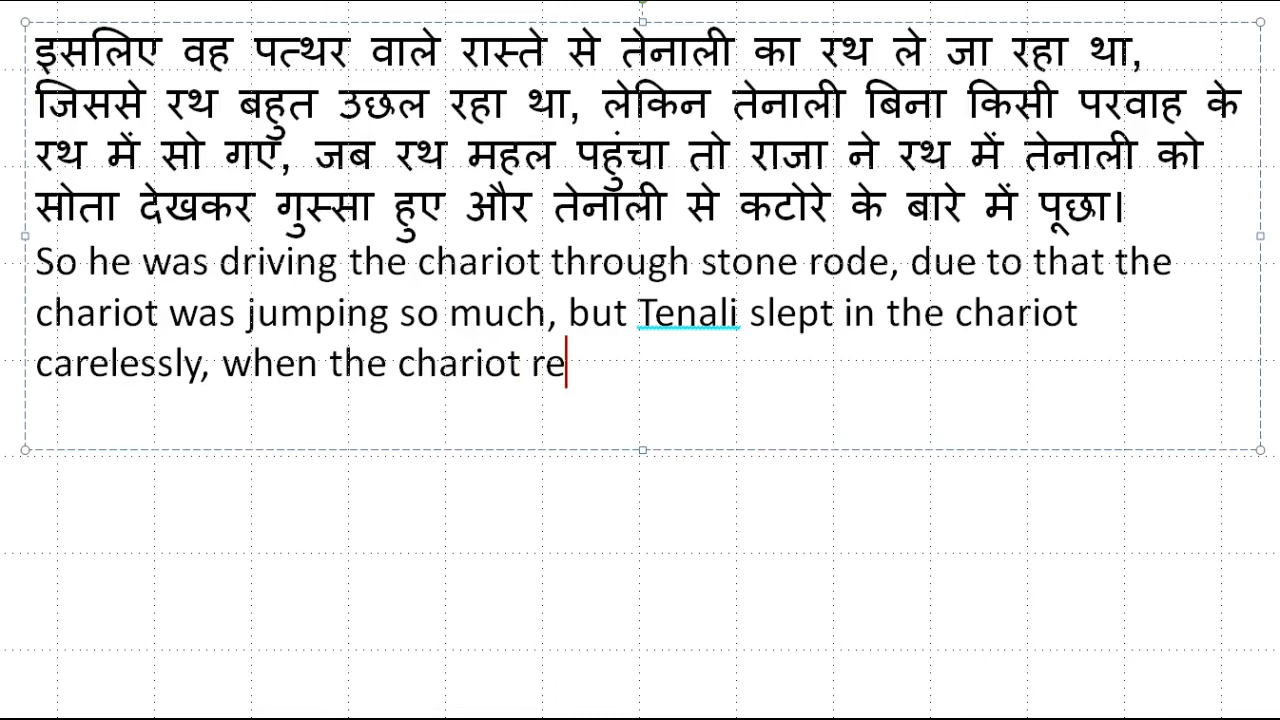 इसलिए वह पत्थर वाले रास्ते से तेनाली का रथ ले जा रहा था,
जिससे रथ बहुत उछल रहा था, लेकिन तेनाली बिना किसी परवाह के
रथ में सो गए, जब रथ महल पहुंचा तो राजा ने रथ में तेनाली को
सोता देखकर गुस्सा हुए और तेनाली से कटोरे के बारे में पूछा।
So he was driving the chariot through stone rode, due to that the
chariot was jumping so much, but Tenali slept in the chariot
carelessly, when the chariot re